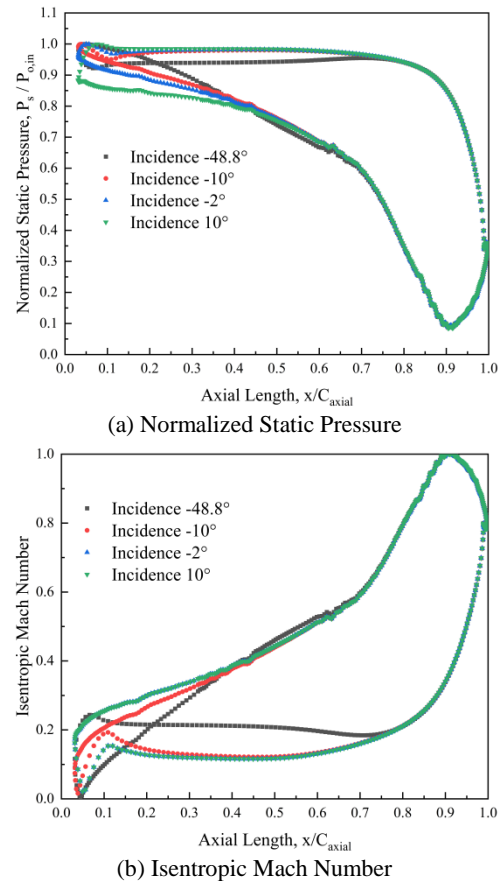 1.1
1.0
0.9
0.8
0.7
0.6
0.5
0.4
0.3
0.2
0.1
0.0
Normalized Static Pressure, P_s / P_o,in
Incidence -48.8°
Incidence -10°
Incidence -2°
Incidence 10°
0.0 0.1 0.2 0.3 0.4 0.5 0.6 0.7 0.8 0.9 1.0
Axial Length, x/C_axial
(a) Normalized Static Pressure
1.0
0.8
0.6
0.4
0.2
0.0
Isentropic Mach Number
Incidence -48.8°
Incidence -10°
Incidence -2°
Incidence 10°
0.0 0.1 0.2 0.3 0.4 0.5 0.6 0.7 0.8 0.9 1.0
Axial Length, x/C_axial
(b) Isentropic Mach Number